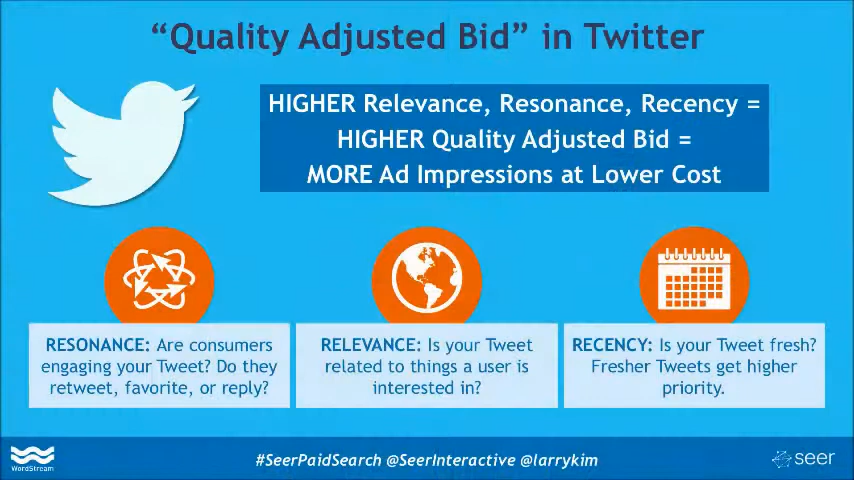 “Quality Adjusted Bid” in Twitter
HIGHER Relevance, Resonance, Recency =
HIGHER Quality Adjusted Bid =
MORE Ad Impressions at Lower Cost
RESONANCE: Are consumers
engaging your Tweet? Do they
retweet, favorite, or reply?
RELEVANCE: Is your Tweet
related to things a user is
interested in?
RECENCY: Is your Tweet fresh?
Fresher Tweets get higher
priority.
WordStream
#SeerPaidSearch @SeerInteractive @larrykim
seer